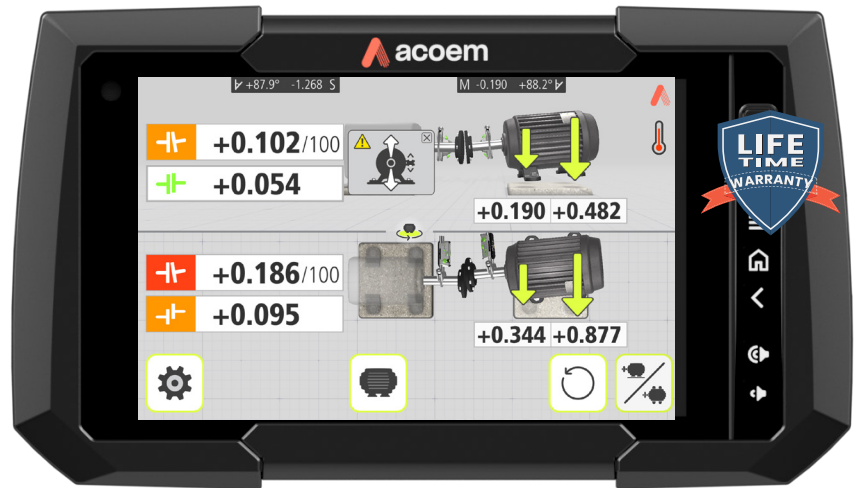 acoem
+87.9° -1.268 S
M -0.190 +88.2°
+0.102/100
+0.054
+0.190 +0.482
+0.186/100
+0.095
+0.344 +0.877
LIFE
TIME
WARRANTY